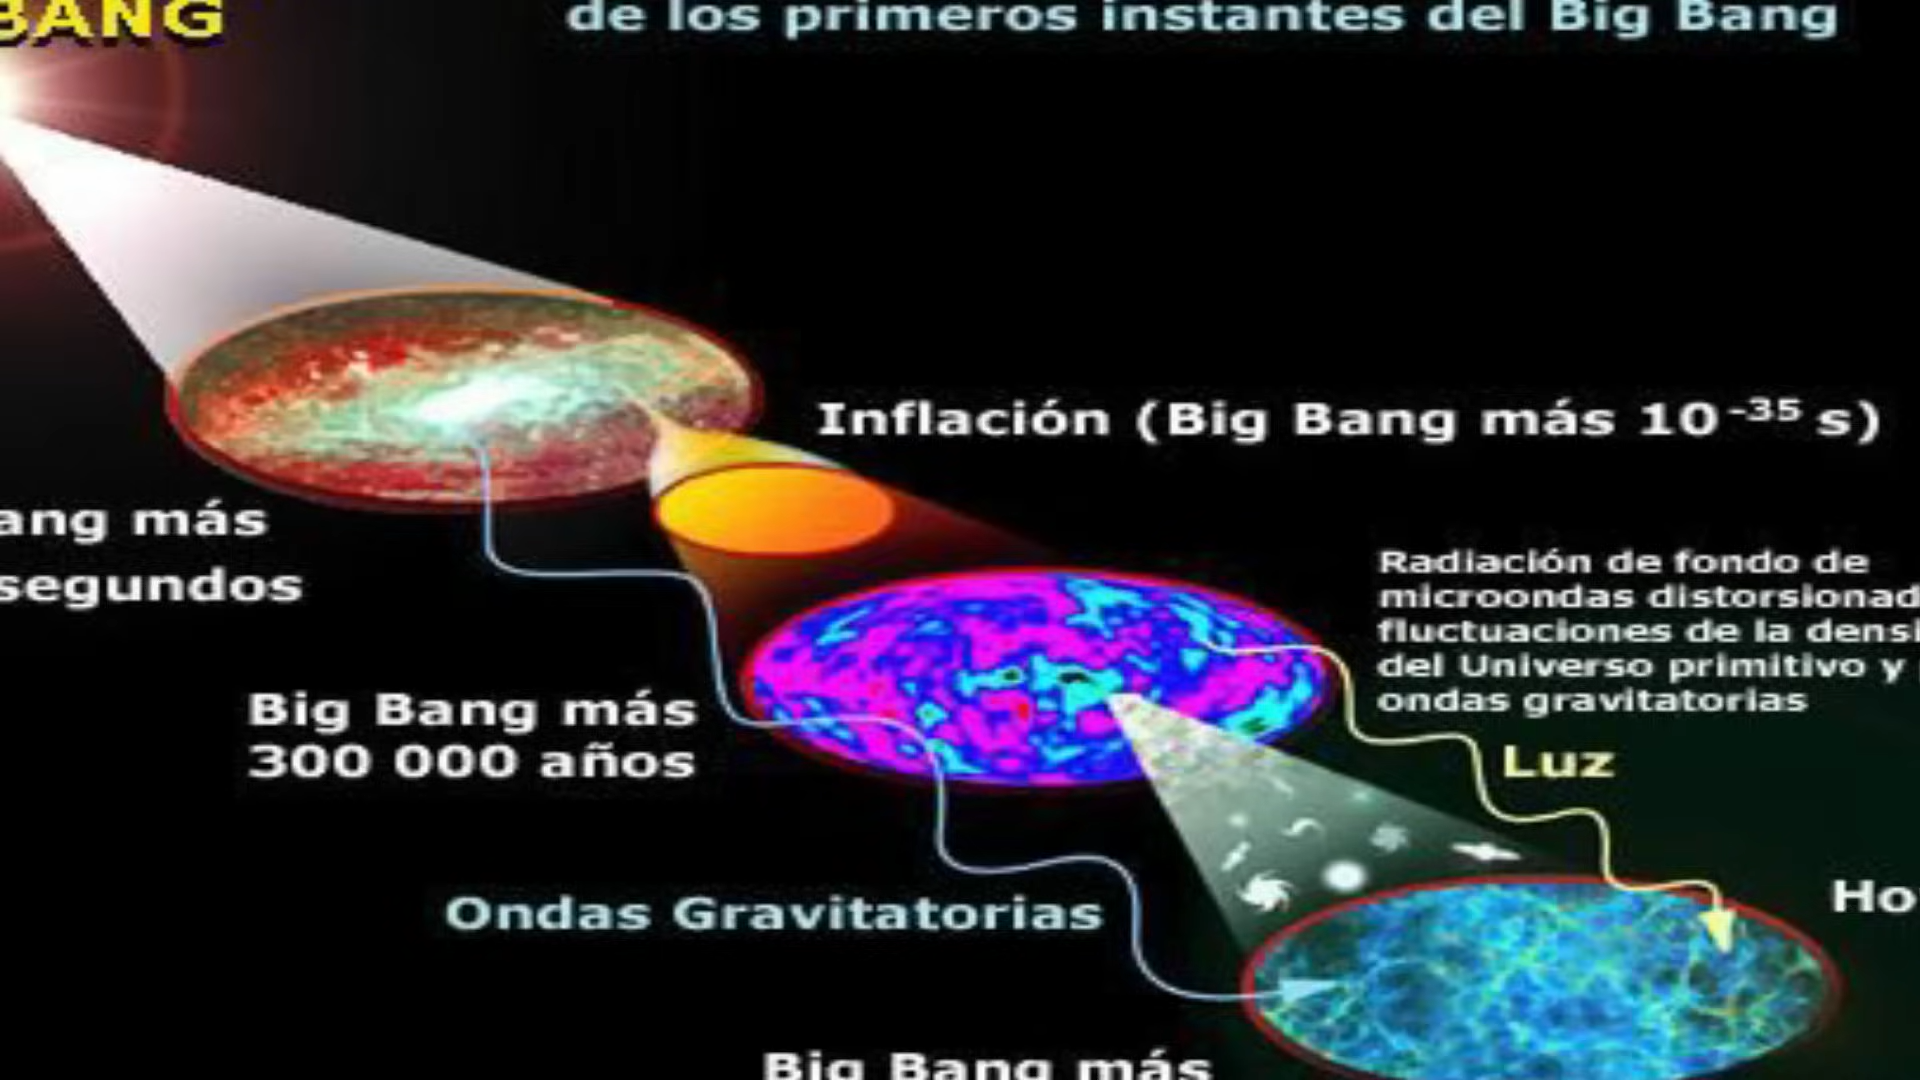 BANG
de los primeros instantes del Big Bang
Inflación (Big Bang más 10⁻³⁵ s)
ang más
segundos
Radiación de fondo de
microondas distorsionad
fluctuaciones de la densi
del Universo primitivo y
ondas gravitatorias
Big Bang más
300 000 años
Luz
Ondas Gravitatorias
Ho
Big Bang más